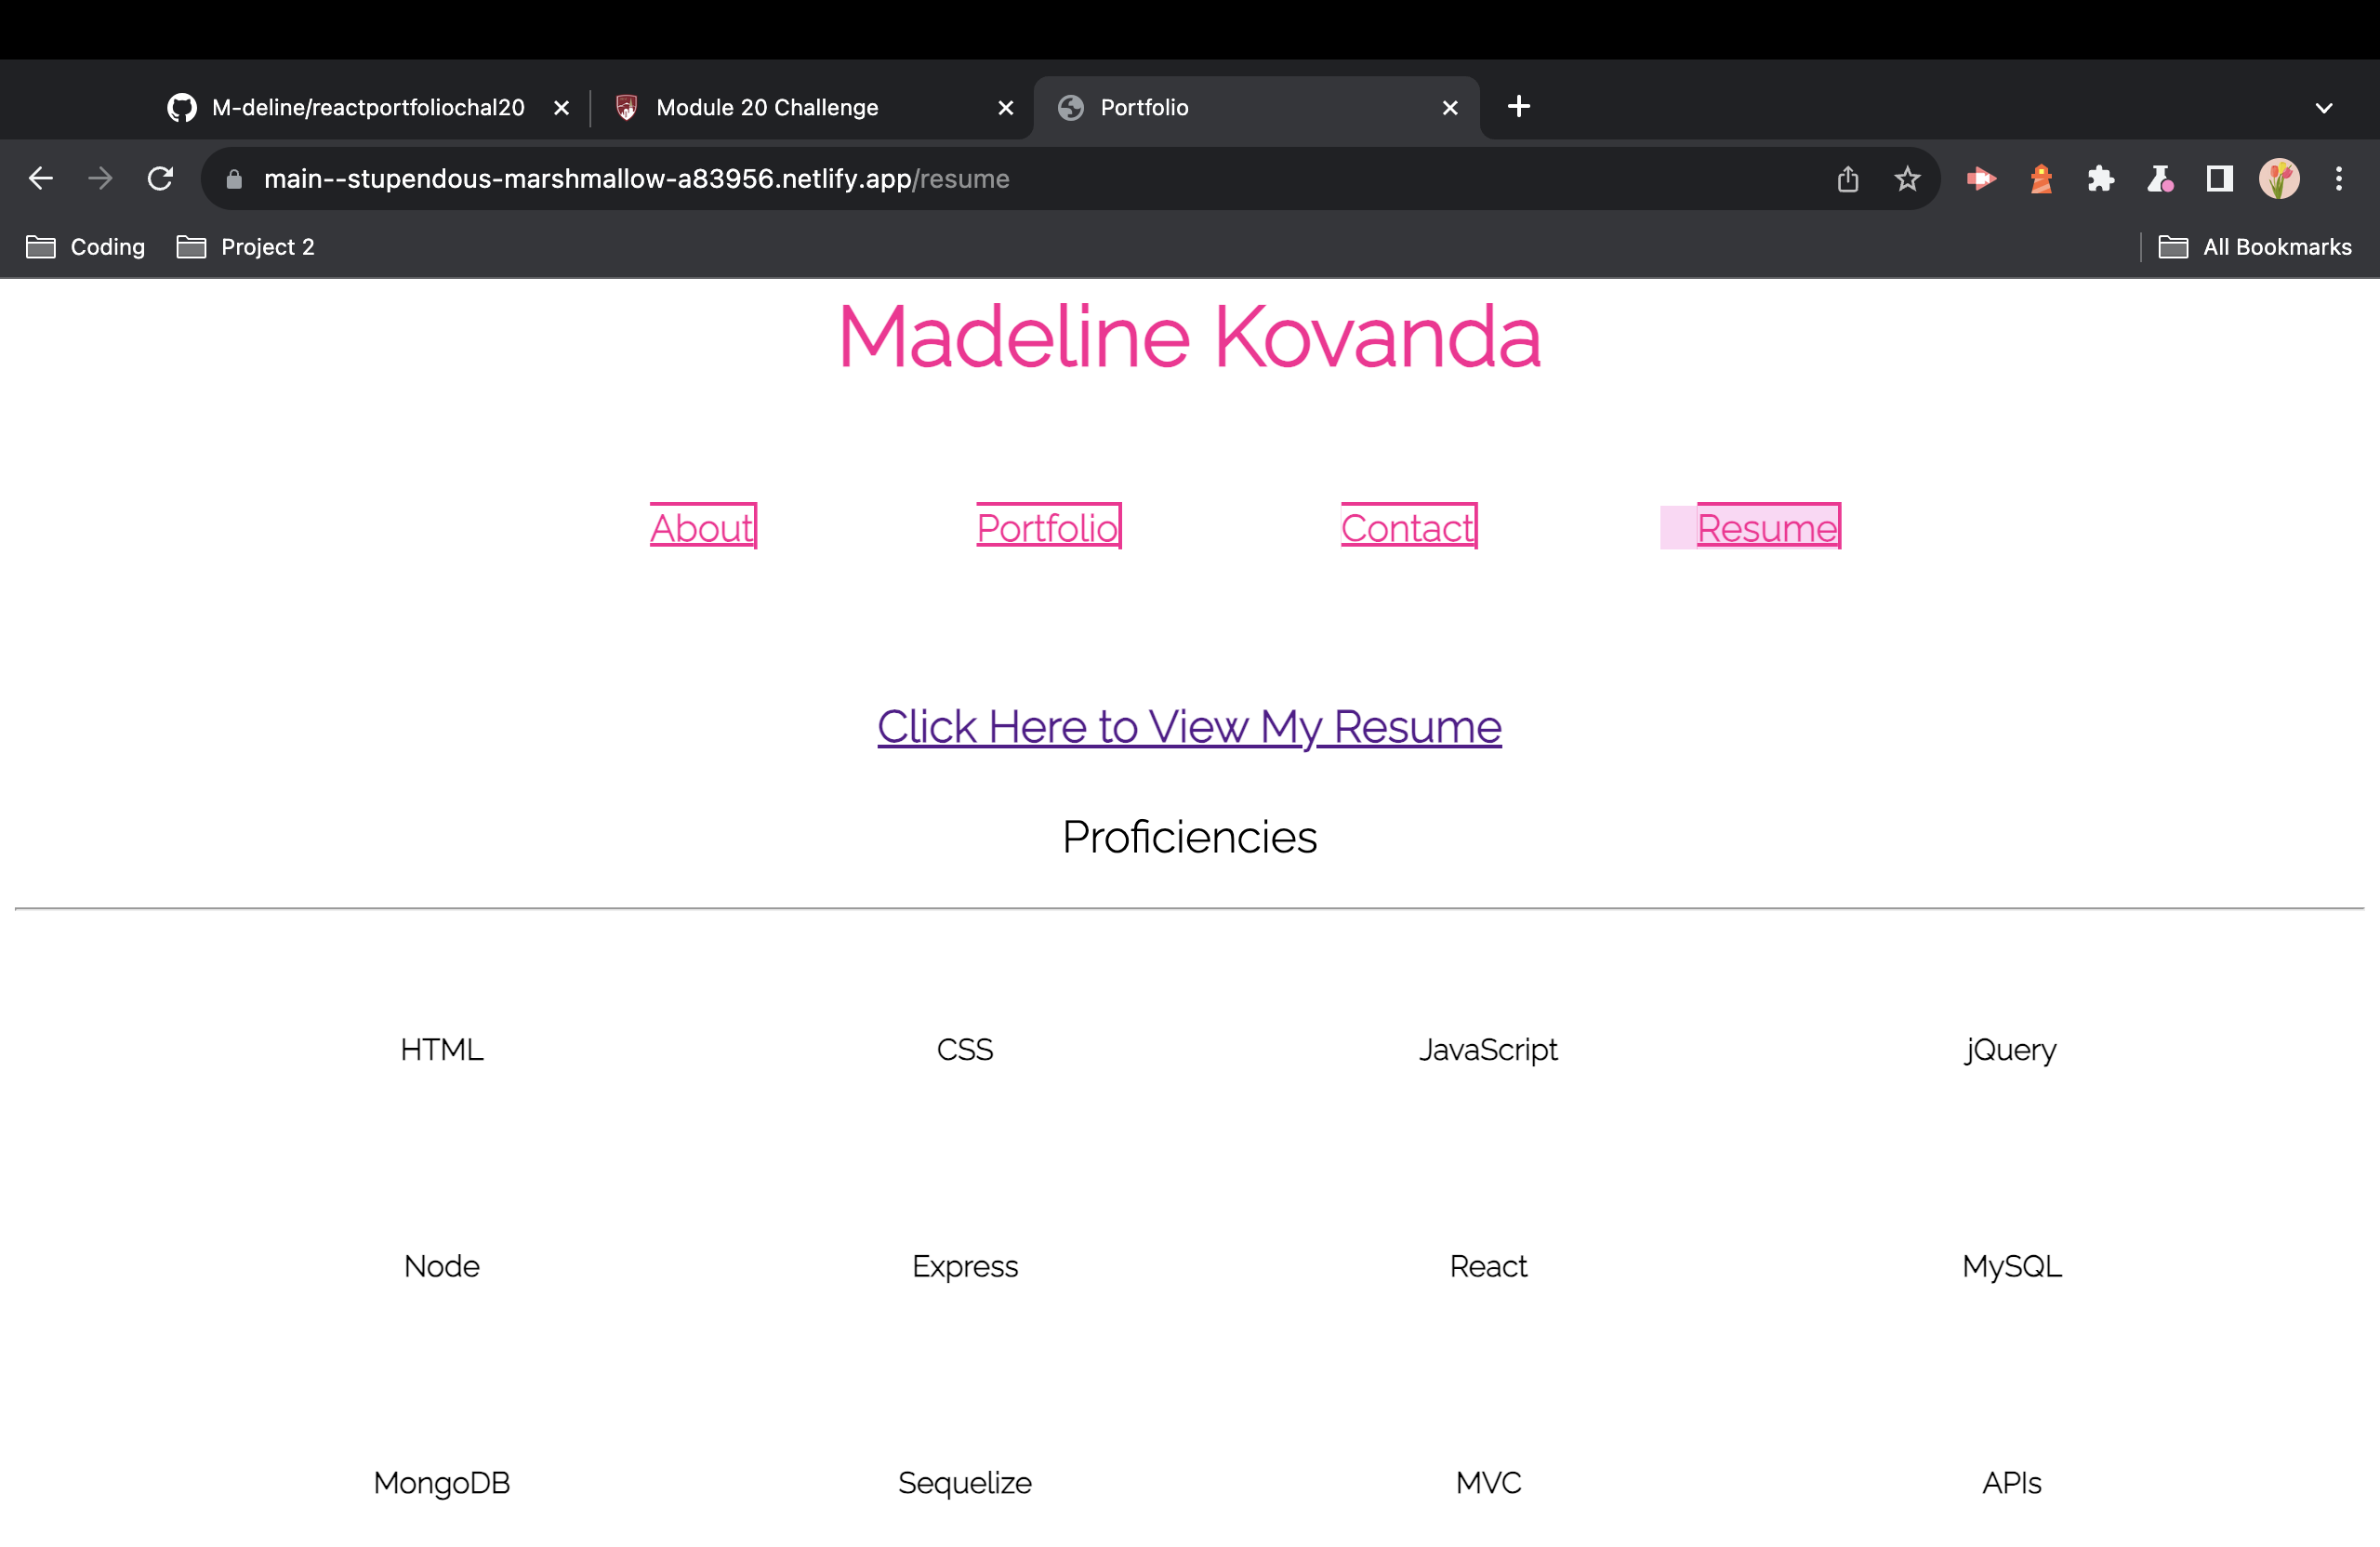 M-deline/reactportfoliochal20 Module 20 Challenge Portfolio
main--stupendous-marshmallow-a83956.netlify.app/resume
Coding Project 2 All Bookmarks
Madeline Kovanda
About Portfolio Contact Resume
Click Here to View My Resume
Proficiencies
HTML CSS JavaScript jQuery
Node Express React MySQL
MongoDB Sequelize MVC APIs